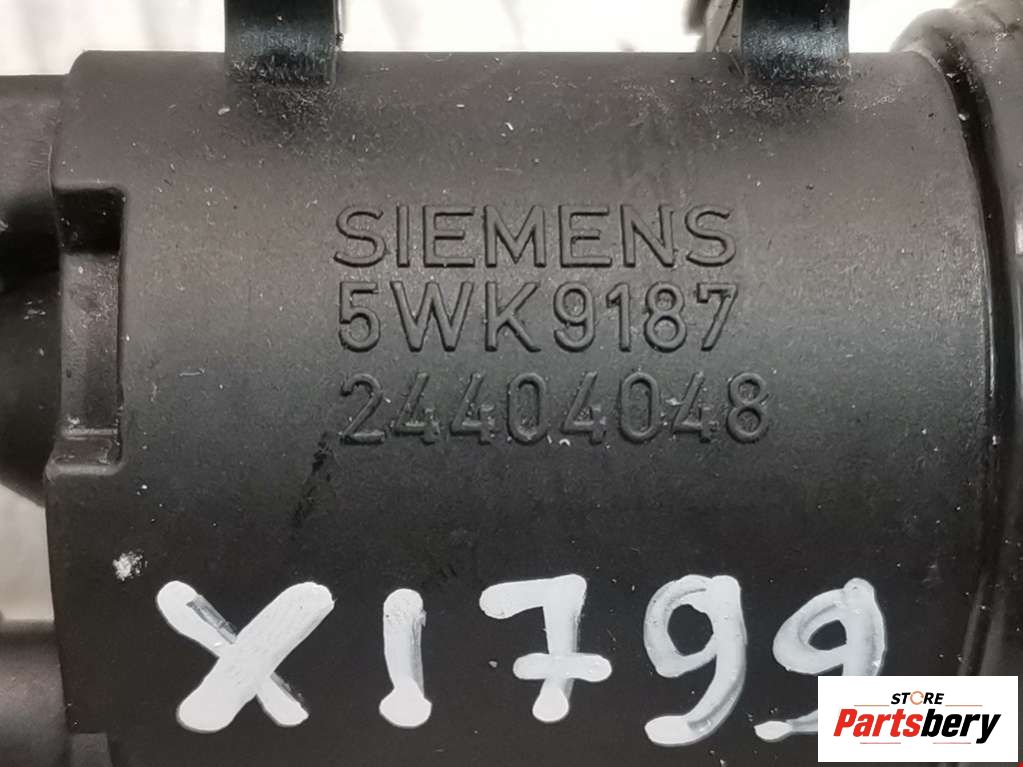 SIEMENS
5WK9187
24404048
X1799
STORE
Partsbery